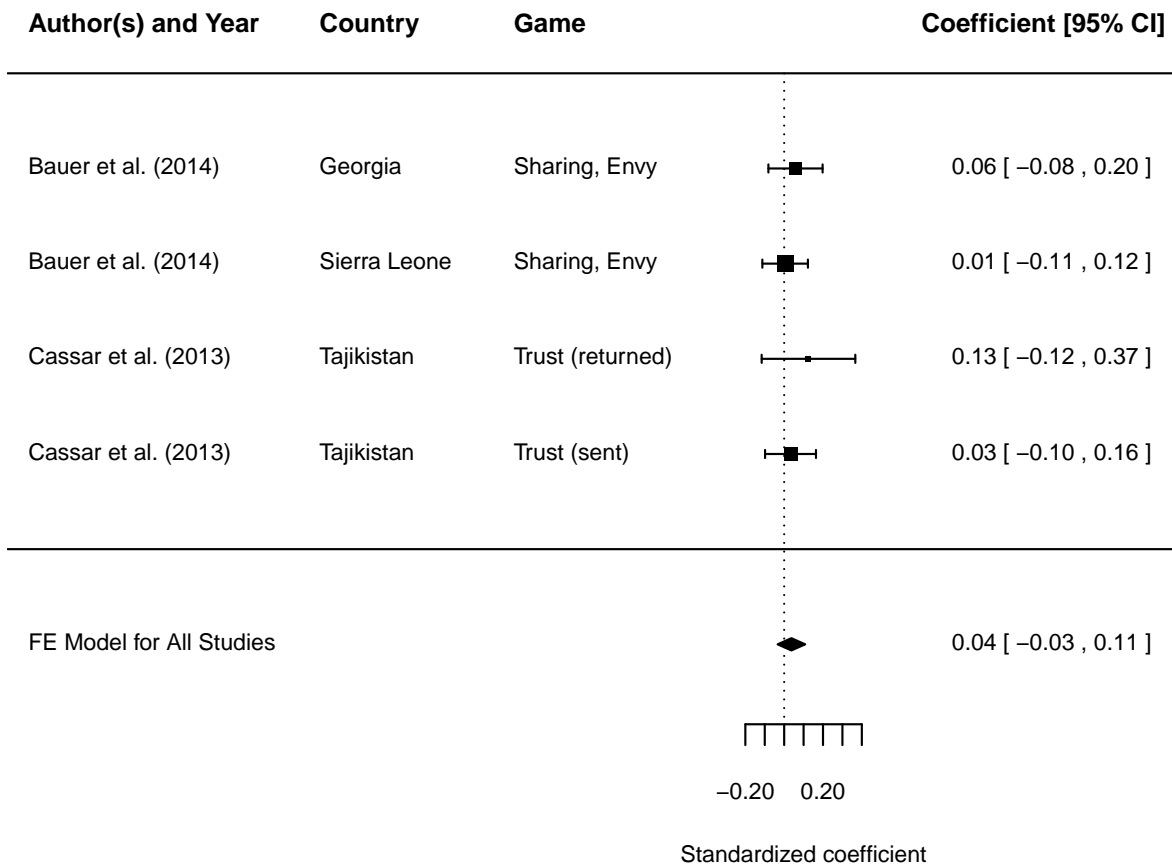 Author(s) and Year Country Game Coefficient [95% CI]
Bauer et al. (2014) Georgia Sharing, Envy 0.06 [ −0.08 , 0.20 ]
Bauer et al. (2014) Sierra Leone Sharing, Envy 0.01 [ −0.11 , 0.12 ]
Cassar et al. (2013) Tajikistan Trust (returned) 0.13 [ −0.12 , 0.37 ]
Cassar et al. (2013) Tajikistan Trust (sent) 0.03 [ −0.10 , 0.16 ]
FE Model for All Studies 0.04 [ −0.03 , 0.11 ]
−0.20 0.20
Standardized coefficient